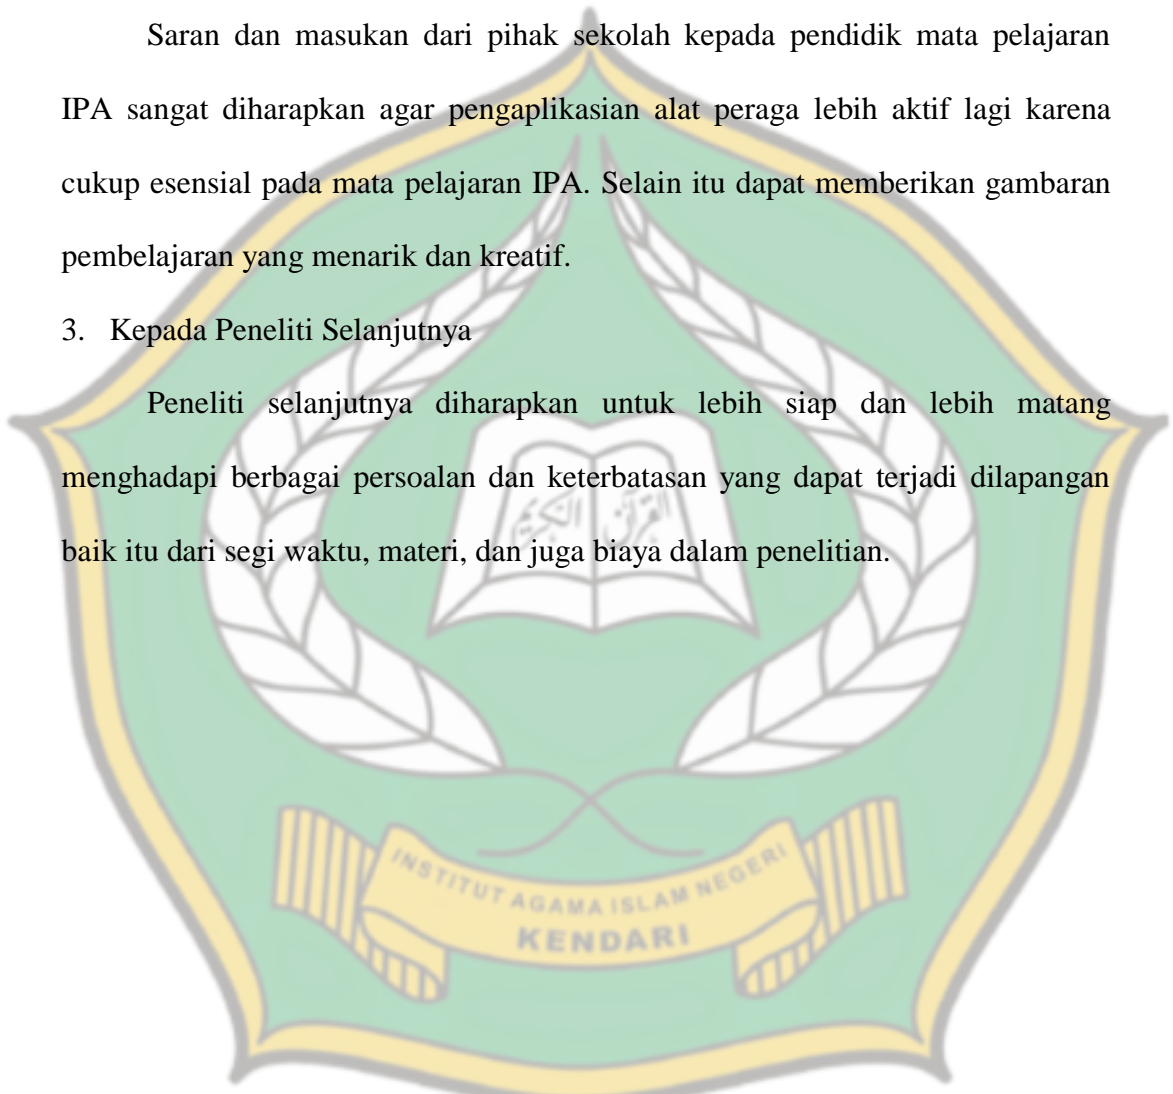 Saran dan masukan dari pihak sekolah kepada pendidik mata pelajaran
IPA sangat diharapkan agar pengaplikasian alat peraga lebih aktif lagi karena
cukup esensial pada mata pelajaran IPA. Selain itu dapat memberikan gambaran
pembelajaran yang menarik dan kreatif.
3. Kepada Peneliti Selanjutnya
Peneliti selanjutnya diharapkan untuk lebih siap dan lebih matang
menghadapi berbagai persoalan dan keterbatasan yang dapat terjadi dilapangan
القرآن الكريم
baik itu dari segi waktu, materi, dan juga biaya dalam penelitian.
INSTITUT AGAMA ISLAM NEGERI
KENDARI